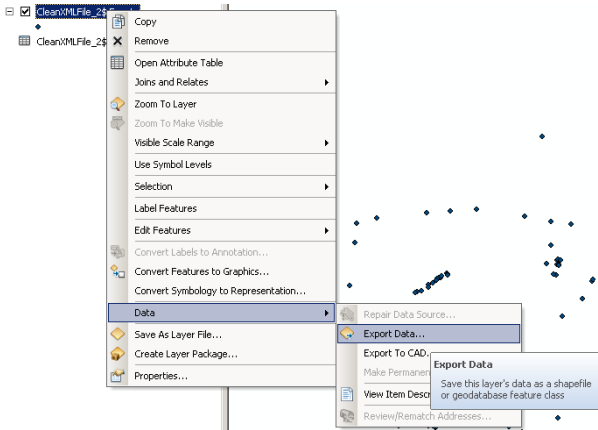 CleanXMLFile_2$
CleanXMLFile_2$
Copy
Remove
Open Attribute Table
Joins and Relates
Zoom To Layer
Zoom To Make Visible
Visible Scale Range
Use Symbol Levels
Selection
Label Features
Edit Features
Convert Labels to Annotation...
Convert Features to Graphics...
Convert Symbology to Representation...
Data
Save As Layer File...
Create Layer Package...
Properties...
Repair Data Source...
Export Data...
Export To CAD
Make Permanen
View Item Descr
Review/Rematch Addresses...
Export Data
Save this layer's data as a shapefile
or geodatabase feature class